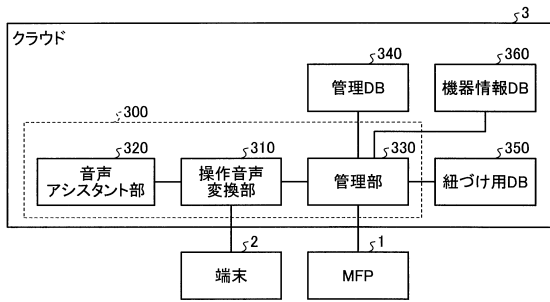 3
クラウド
340
管理DB
360
機器情報DB
300
320
音声
アシスタント部
310
操作音声
変換部
330
管理部
350
紐づけ用DB
2
端末
1
MFP